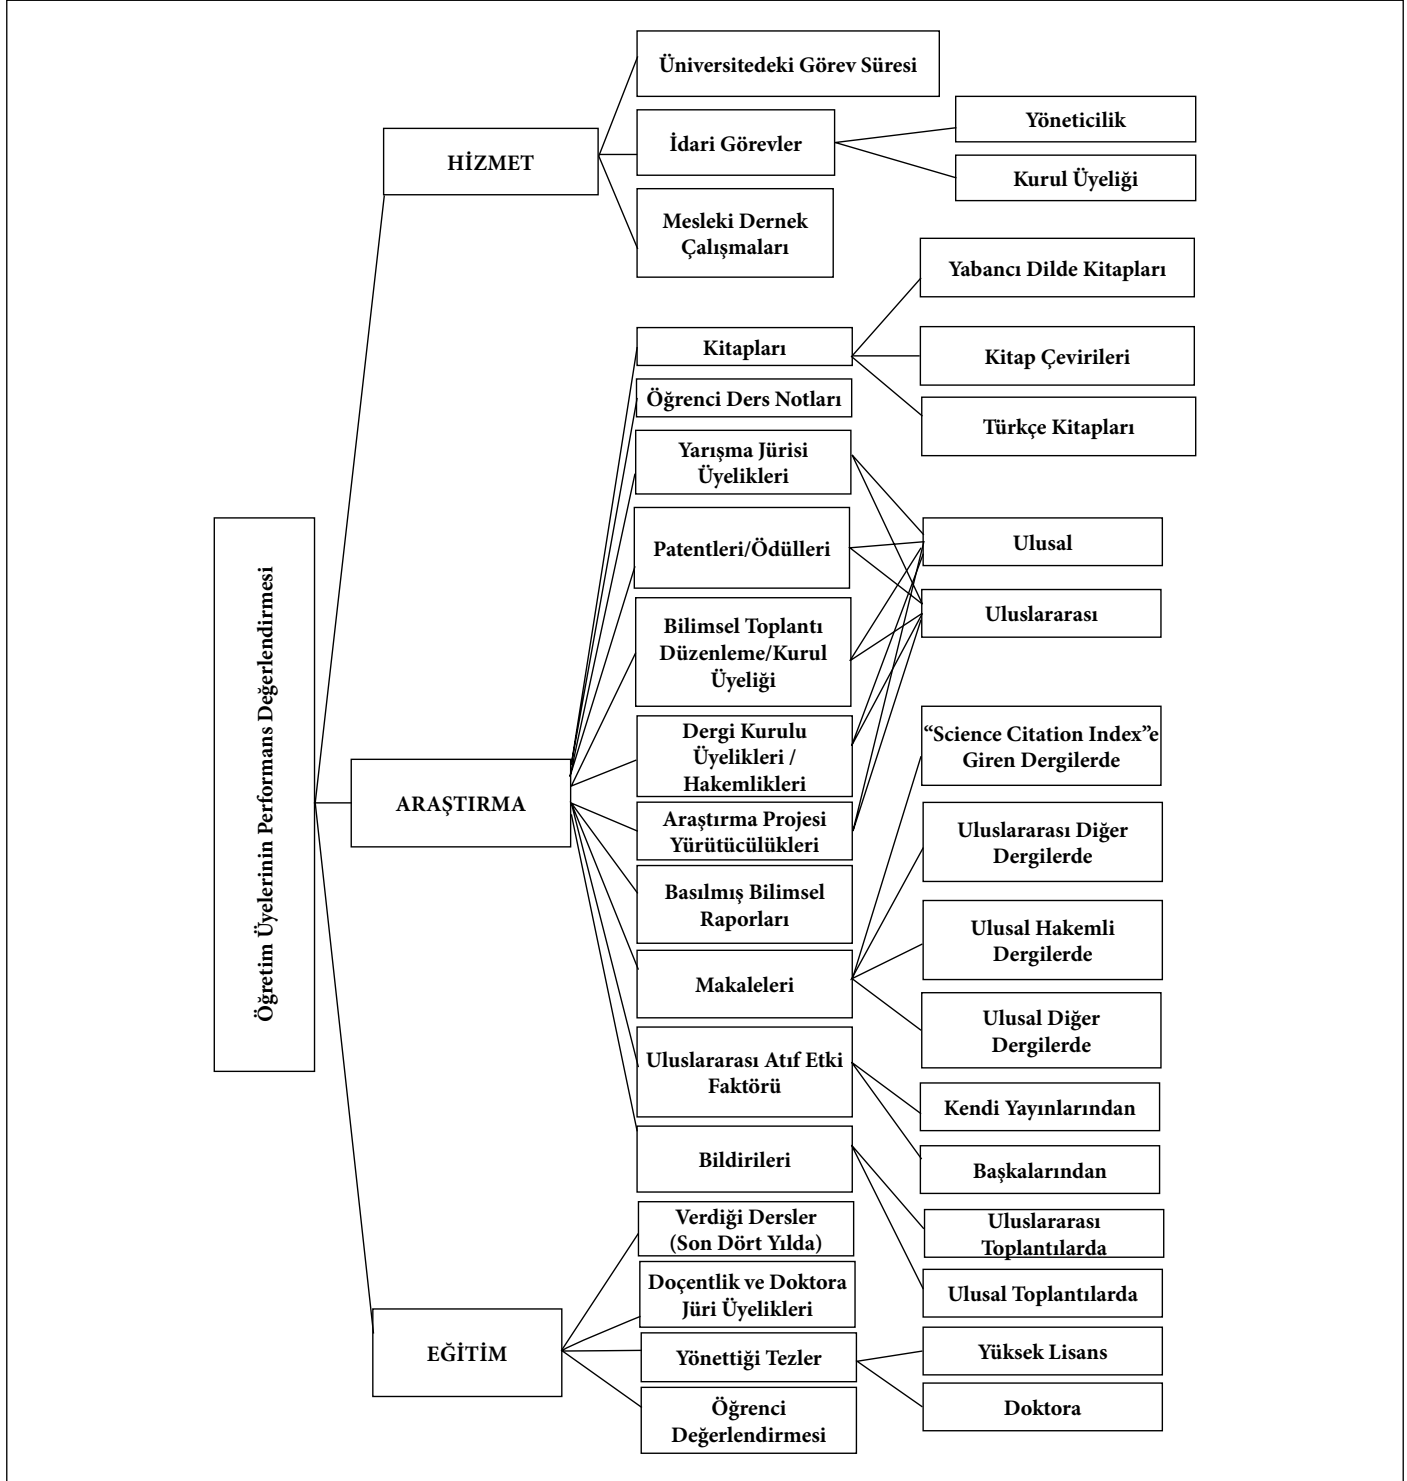 Öğretim Üyelerinin Performans Değerlendirmesi
HİZMET
Üniversitedeki Görev Süresi
İdari Görevler
Yöneticilik
Kurul Üyeliği
Mesleki Dernek
Çalışmaları
ARAŞTIRMA
Kitapları
Yabancı Dilde Kitapları
Kitap Çevirileri
Türkçe Kitapları
Öğrenci Ders Notları
Yarışma Jürisi
Üyelikleri
Patentleri/Ödülleri
Bilimsel Toplantı
Düzenleme/Kurul
Üyeliği
Dergi Kurulu
Üyelikleri /
Hakemlikleri
Araştırma Projesi
Yürütücülükleri
Ulusal
Uluslararası
Basılmış Bilimsel
Raporları
Makaleleri
“Science Citation Index”e
Giren Dergilerde
Uluslararası Diğer
Dergilerde
Ulusal Hakemli
Dergilerde
Ulusal Diğer
Dergilerde
Uluslararası Atıf Etki
Faktörü
Kendi Yayınlarından
Başkalarından
Bildirileri
Uluslararası
Toplantılarda
Ulusal Toplantılarda
EĞİTİM
Verdiği Dersler
(Son Dört Yılda)
Doçentlik ve Doktora
Jüri Üyelikleri
Yönettiği Tezler
Yüksek Lisans
Doktora
Öğrenci
Değerlendirmesi